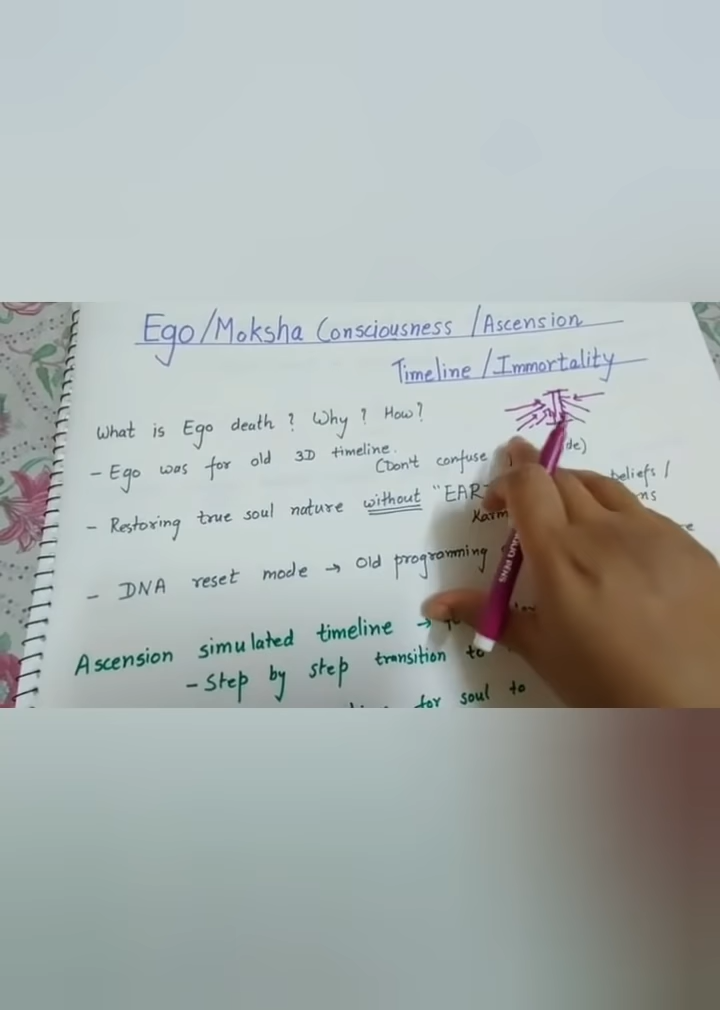 Ego/Moksha Consciousness /Ascension
Timeline /Immortality
What is Ego death ? Why ? How ?
- Ego was for old 3D timeline.
(Don't confuse
- Restoring true soul nature without "EAR
beliefs /
- DNA reset mode → Old programming
Ascension simulated timeline →
- Step by step transition to
for soul to